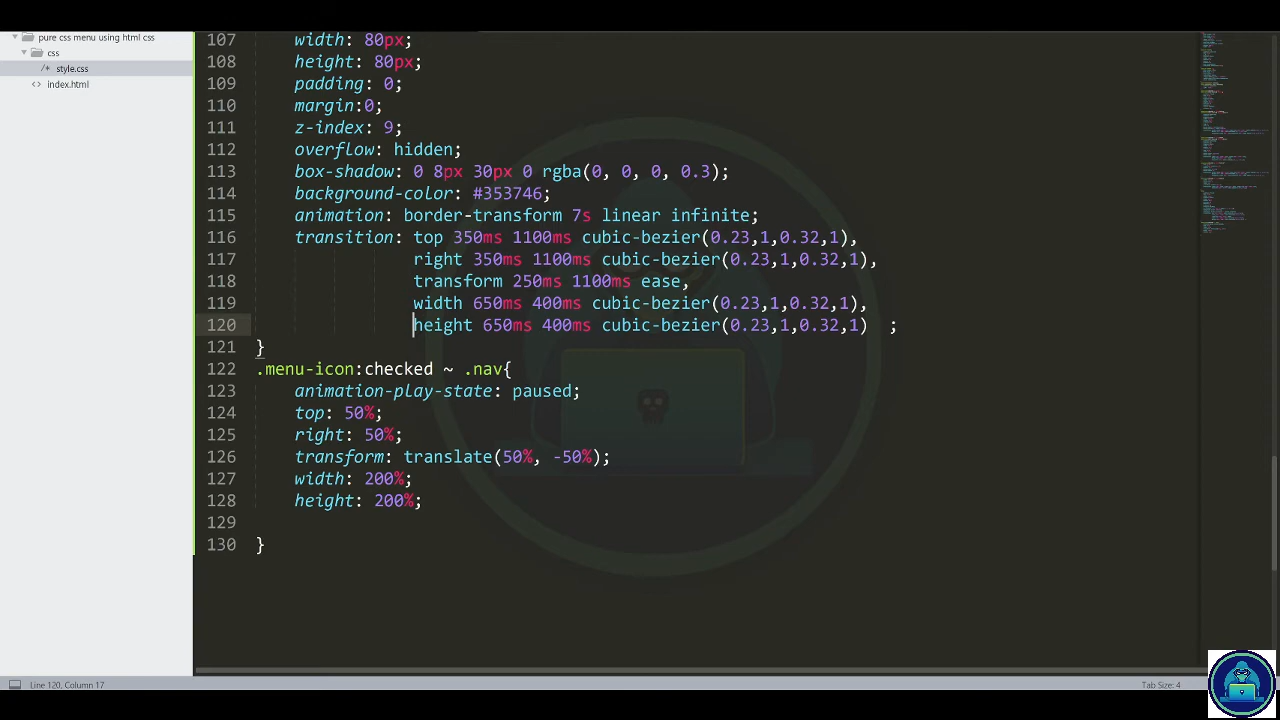 pure css menu using html css
css
style.css
index.html
107 width: 80px;
108 height: 80px;
109 padding: 0;
110 margin:0;
111 z-index: 9;
112 overflow: hidden;
113 box-shadow: 0 8px 30px 0 rgba(0, 0, 0, 0.3);
114 background-color: #353746;
115 animation: border-transform 7s linear infinite;
116 transition: top 350ms 1100ms cubic-bezier(0.23,1,0.32,1),
117 right 350ms 1100ms cubic-bezier(0.23,1,0.32,1),
118 transform 250ms 1100ms ease,
119 width 650ms 400ms cubic-bezier(0.23,1,0.32,1),
120 height 650ms 400ms cubic-bezier(0.23,1,0.32,1) ;
121 }
122 .menu-icon:checked ~ .nav{
123 animation-play-state: paused;
124 top: 50%;
125 right: 50%;
126 transform: translate(50%, -50%);
127 width: 200%;
128 height: 200%;
129
130 }
Line 120, Column 17
Tab Size: 4